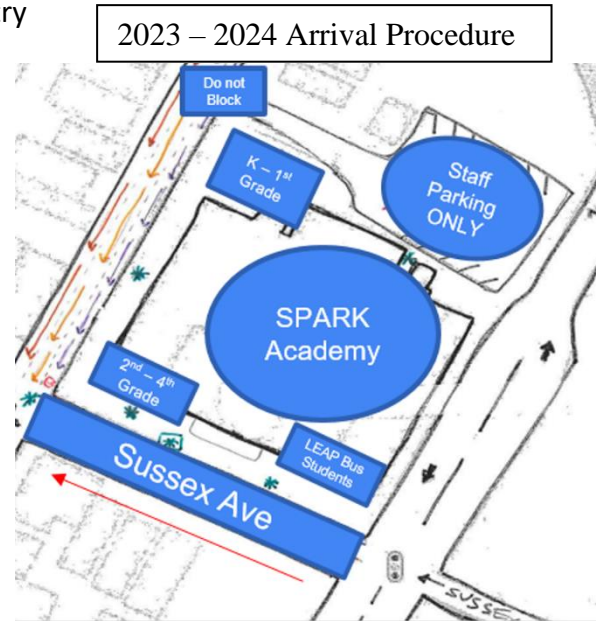 ry
2023 – 2024 Arrival Procedure
Do not
Block
K – 1st
Grade
Staff
Parking
ONLY
SPARK
Academy
2nd – 4th
Grade
LEAP Bus
Students
Sussex Ave
SUSSE